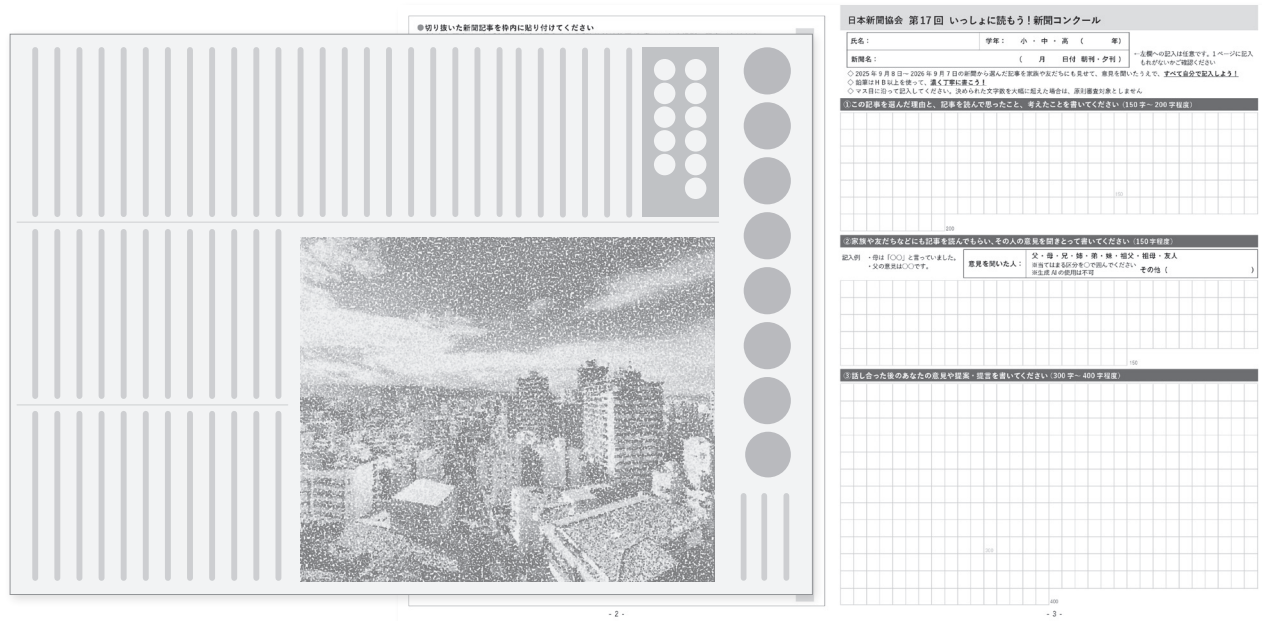 ●切り抜いた新聞記事を枠内に貼り付けてください
- 2 -
日本新聞協会 第17回 いっしょに読もう！新聞コンクール
氏名： 学年： 小 ・ 中 ・ 高 （ 年）
新聞名： （ 月 日付 朝刊・夕刊 ）
←左欄への記入は任意です。1ページに記入
もれがないかご確認ください
◇ 2025年9月8日～2026年9月7日の新聞から選んだ記事を家族や友だちにも見せて、意見を聞いたうえで、すべて自分で記入しよう！
◇ 鉛筆はHB以上を使って、濃く丁寧に書こう！
◇ マス目に沿って記入してください。決められた文字数を大幅に超えた場合は、原則審査対象としません
①この記事を選んだ理由と、記事を読んで思ったこと、考えたことを書いてください（150字～200字程度）
150
200
②家族や友だちなどにも記事を読んでもらい、その人の意見を聞きとって書いてください（150字程度）
記入例 ・母は「〇〇」と言っていました。
・父の意見は〇〇です。
意見を聞いた人：
父・母・兄・姉・弟・妹・祖父・祖母・友人
※当てはまる区分を○で囲んでください
※生成AIの使用は不可
その他（ ）
150
③話し合った後のあなたの意見や提案・提言を書いてください（300字～400字程度）
300
400
- 3 -